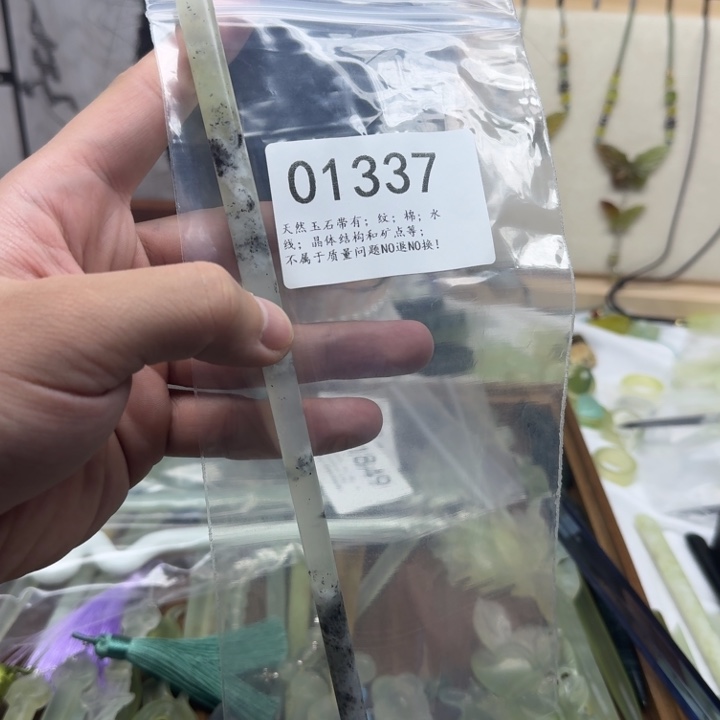 01337
天然玉石带有；纹；棉；水
线；晶体结构和矿点等；
不属于质量问题NO退NO换！
1849